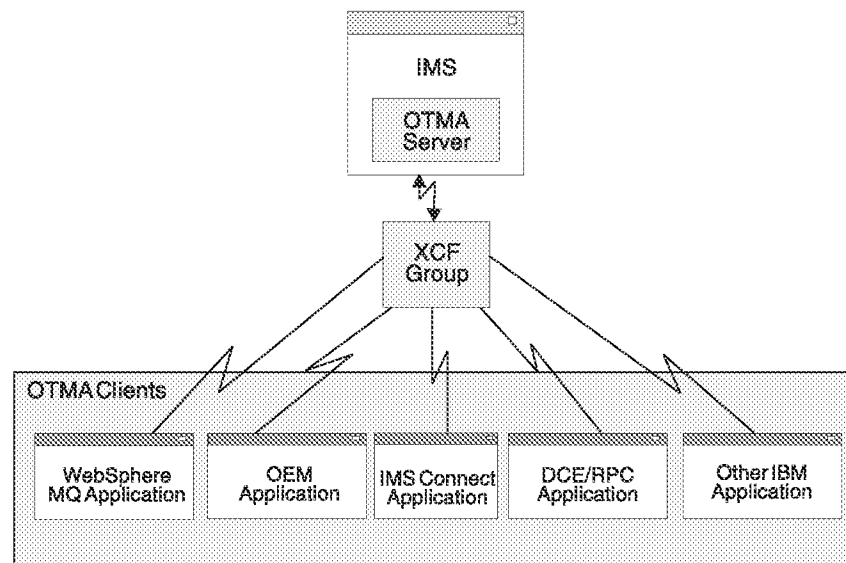 IMS
OTMA
Server
XCF
Group
OTMA Clients
WebSphere
MQ Application
OEM
Application
IMS Connect
Application
DCE/RPC
Application
Other IBM
Application